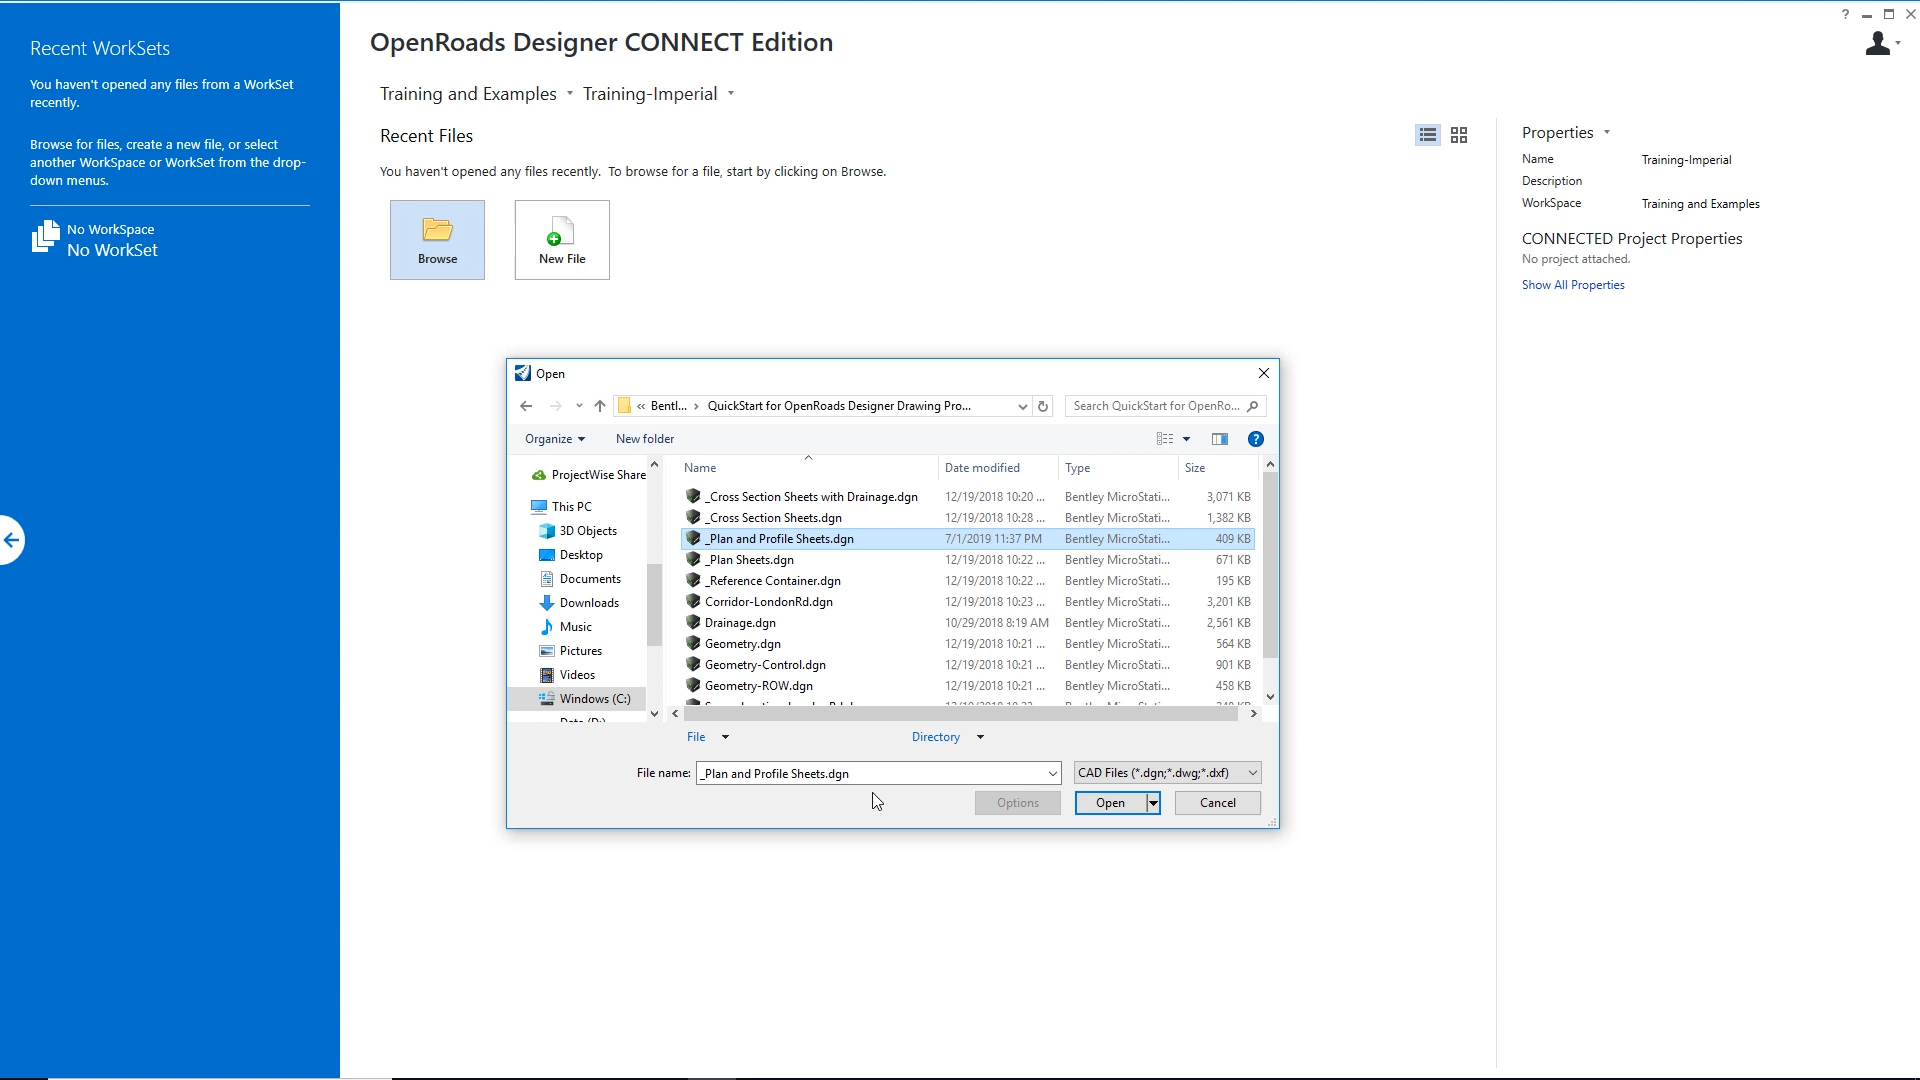 Recent WorkSets
You haven't opened any files from a WorkSet
recently.
Browse for files, create a new file, or select
another WorkSpace or WorkSet from the drop-
down menus.
No WorkSpace
No WorkSet
?
OpenRoads Designer CONNECT Edition
Training and Examples Training-Imperial
Recent Files
You haven't opened any files recently. To browse for a file, start by clicking on Browse.
Browse
New File
Properties
Name Training-Imperial
Description
WorkSpace Training and Examples
CONNECTED Project Properties
No project attached.
Show All Properties
Open
« Bentl... › QuickStart for OpenRoads Designer Drawing Pro...
Search QuickStart for OpenRo...
Organize New folder
?
ProjectWise Share
This PC
3D Objects
Desktop
Documents
Downloads
Music
Pictures
Videos
Windows (C:)
Name Date modified Type Size
_Cross Section Sheets with Drainage.dgn 12/19/2018 10:20 ... Bentley MicroStati... 3,071 KB
_Cross Section Sheets.dgn 12/19/2018 10:28 ... Bentley MicroStati... 1,382 KB
_Plan and Profile Sheets.dgn 7/1/2019 11:37 PM Bentley MicroStati... 409 KB
_Plan Sheets.dgn 12/19/2018 10:22 ... Bentley MicroStati... 671 KB
_Reference Container.dgn 12/19/2018 10:22 ... Bentley MicroStati... 195 KB
Corridor-LondonRd.dgn 12/19/2018 10:23 ... Bentley MicroStati... 3,201 KB
Drainage.dgn 10/29/2018 8:19 AM Bentley MicroStati... 2,561 KB
Geometry.dgn 12/19/2018 10:21 ... Bentley MicroStati... 564 KB
Geometry-Control.dgn 12/19/2018 10:21 ... Bentley MicroStati... 901 KB
Geometry-ROW.dgn 12/19/2018 10:21 ... Bentley MicroStati... 458 KB
File Directory
File name: _Plan and Profile Sheets.dgn CAD Files (*.dgn;*.dwg;*.dxf)
Options Open Cancel